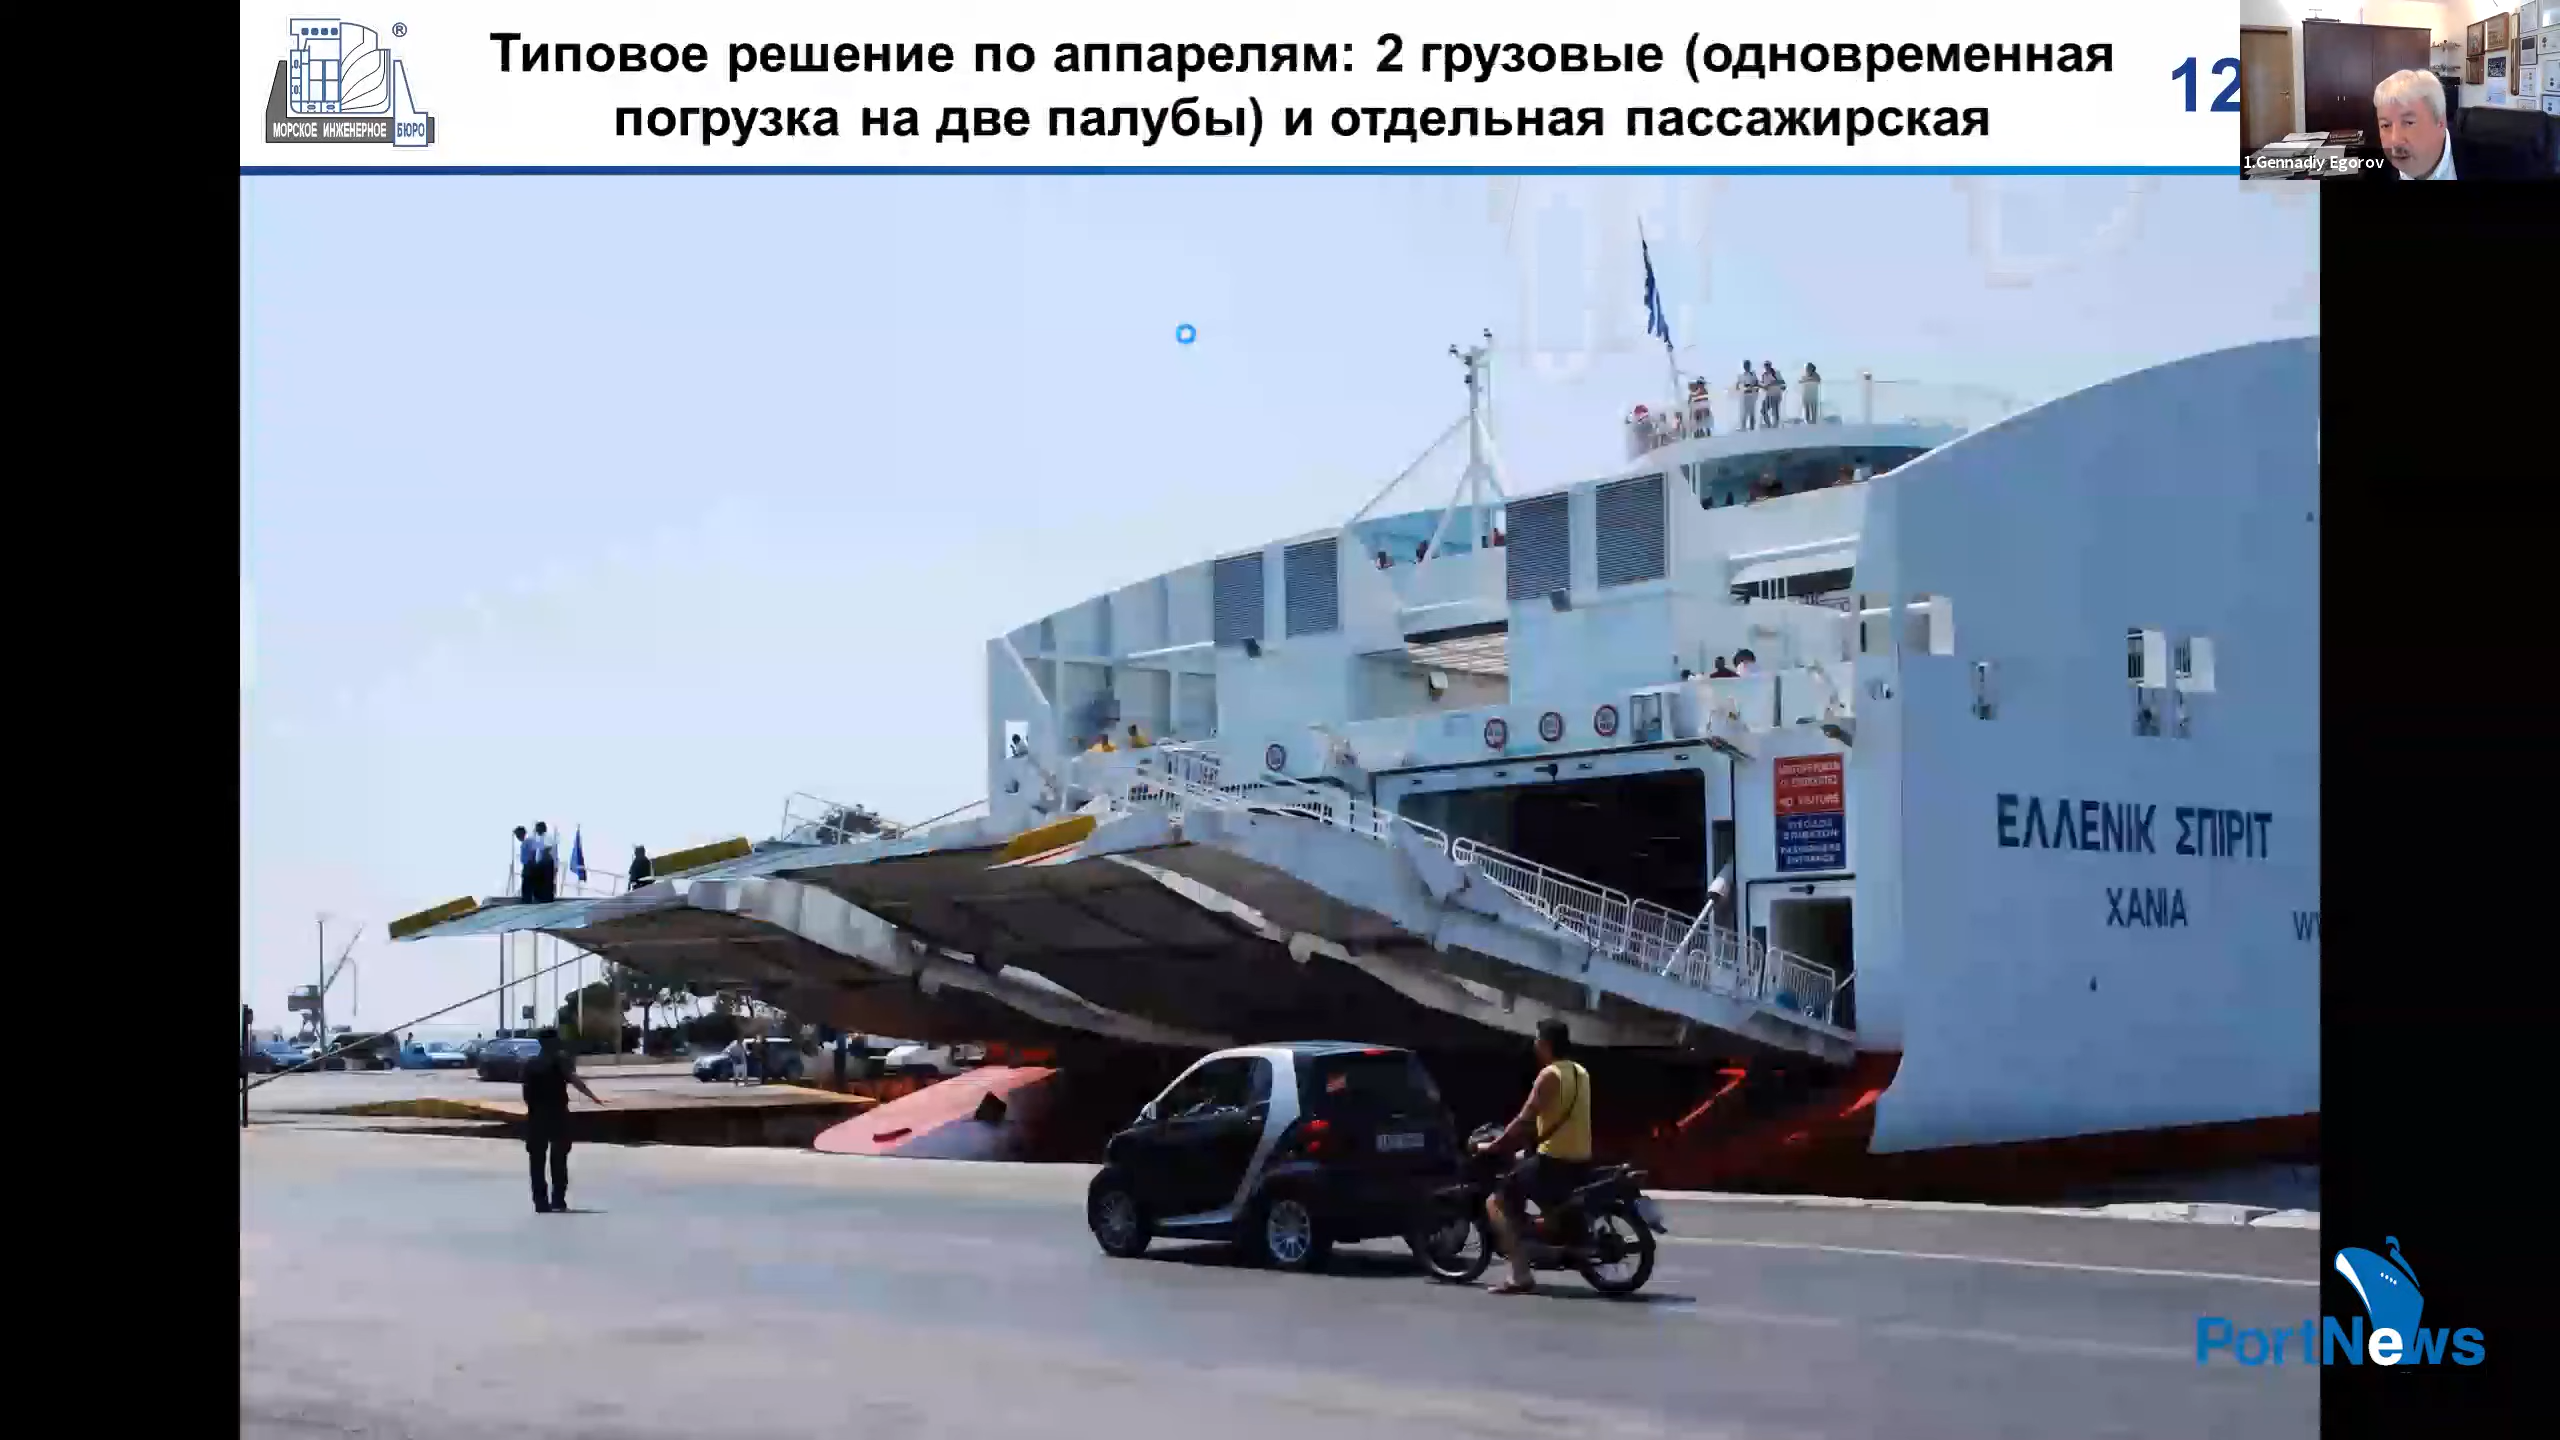 МОРСКОЕ ИНЖЕНЕРНОЕ БЮРО
®
Типовое решение по аппарелям: 2 грузовые (одновременная
погрузка на две палубы) и отдельная пассажирская
12
1.Gennadiy Egorov
NO VISITORS
ΕΛΛΕΝΙΚ ΣΠΙΡΙΤ
ΧΑΝΙΑ
PortNews